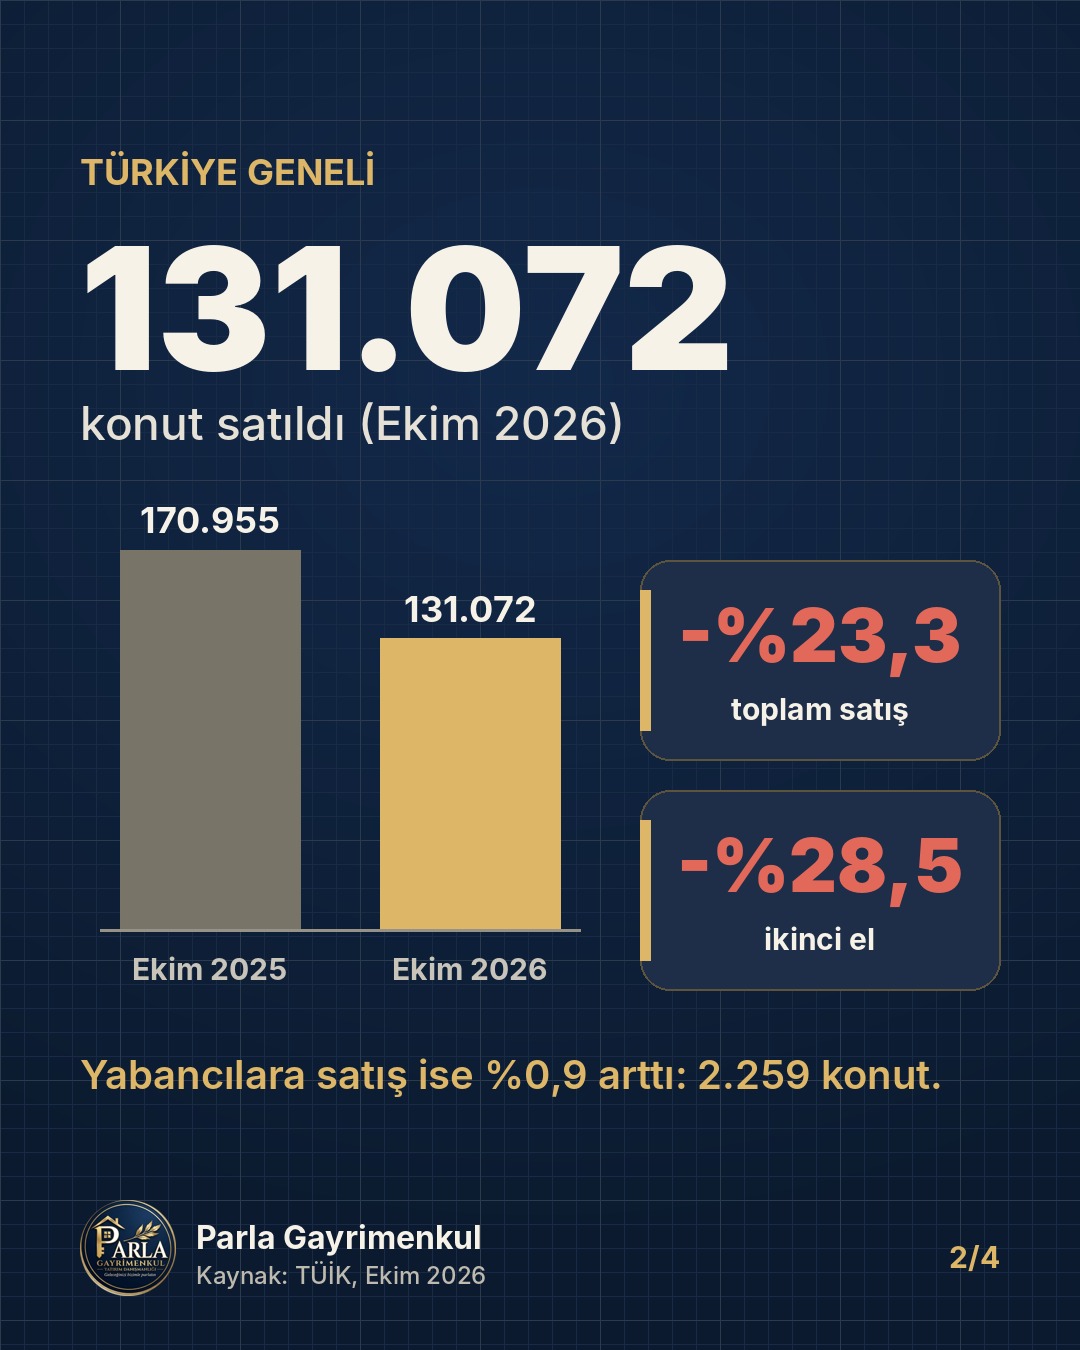 TÜRKİYE GENELİ
131.072
konut satıldı (Ekim 2026)
170.955
131.072
Ekim 2025
Ekim 2026
-%23,3
toplam satış
-%28,5
ikinci el
Yabancılara satış ise %0,9 arttı: 2.259 konut.
PARLA
GAYRİMENKUL
Parla Gayrimenkul
Kaynak: TÜİK, Ekim 2026
2/4